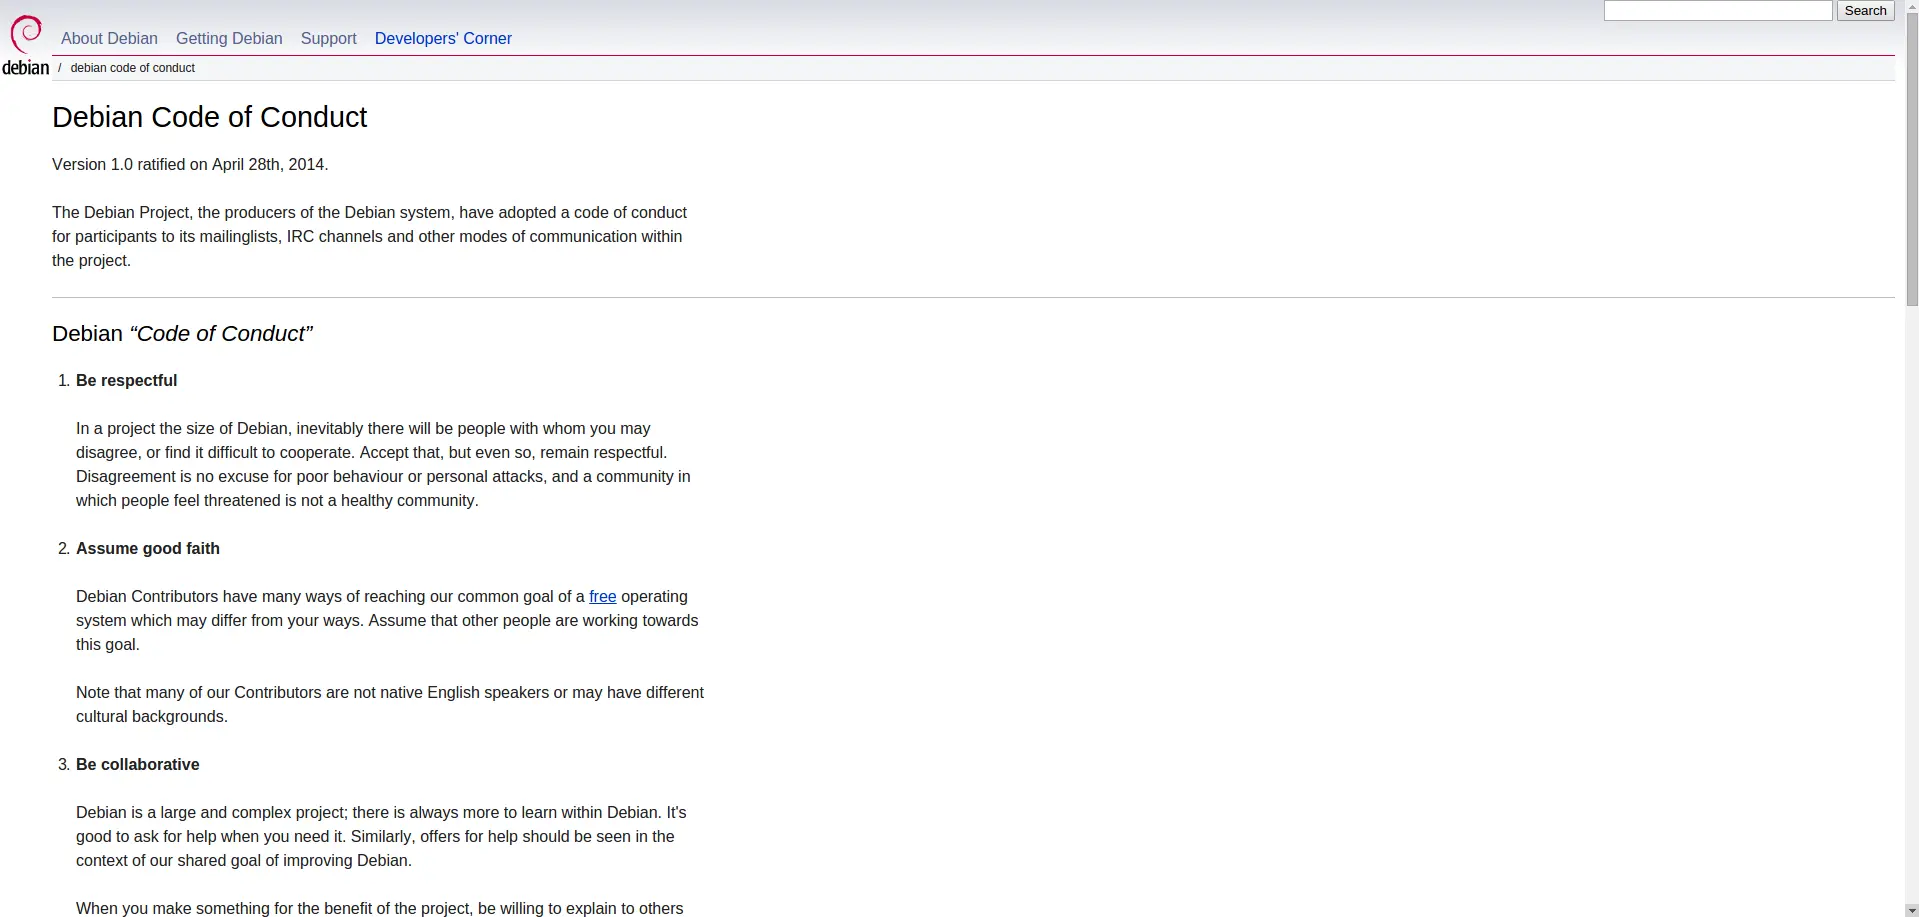 Search
About Debian Getting Debian Support Developers' Corner
debian / debian code of conduct
Debian Code of Conduct
Version 1.0 ratified on April 28th, 2014.
The Debian Project, the producers of the Debian system, have adopted a code of conduct
for participants to its mailinglists, IRC channels and other modes of communication within
the project.
Debian “Code of Conduct”
1. Be respectful
In a project the size of Debian, inevitably there will be people with whom you may
disagree, or find it difficult to cooperate. Accept that, but even so, remain respectful.
Disagreement is no excuse for poor behaviour or personal attacks, and a community in
which people feel threatened is not a healthy community.
2. Assume good faith
Debian Contributors have many ways of reaching our common goal of a free operating
system which may differ from your ways. Assume that other people are working towards
this goal.
Note that many of our Contributors are not native English speakers or may have different
cultural backgrounds.
3. Be collaborative
Debian is a large and complex project; there is always more to learn within Debian. It's
good to ask for help when you need it. Similarly, offers for help should be seen in the
context of our shared goal of improving Debian.
When you make something for the benefit of the project, be willing to explain to others